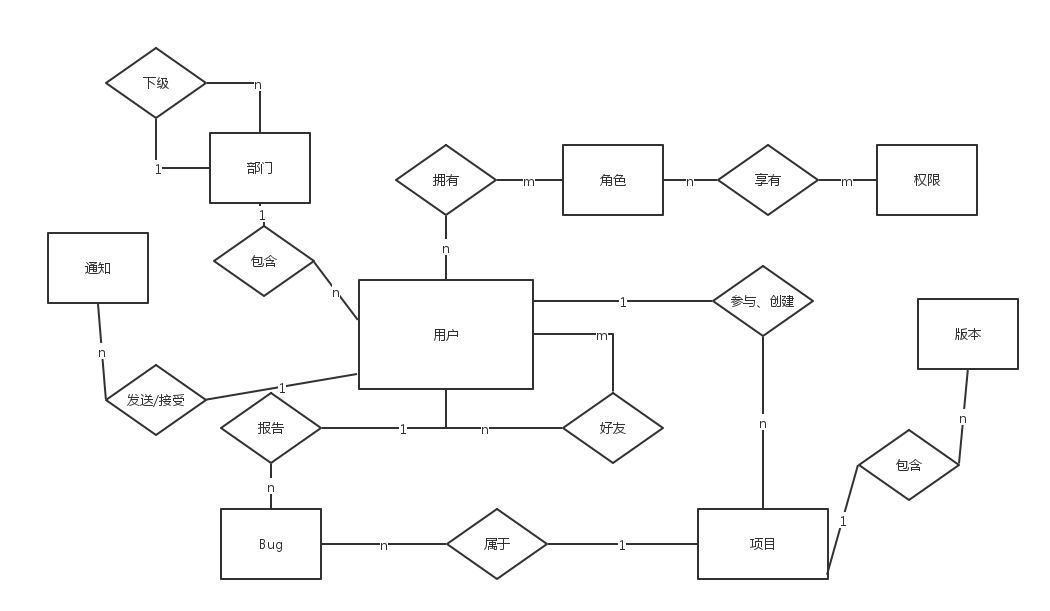 下级
n
1
部门
1
包含
n
通知
n
发送/接受
1
拥有
m
角色
n
享有
m
权限
n
用户
1
参与、创建
m
n
好友
n
1
报告
n
版本
n
包含
1
Bug
n
属于
1
项目